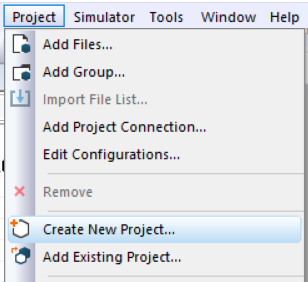 Project Simulator Tools Window Help
Add Files...
Add Group...
Import File List...
Add Project Connection...
Edit Configurations...
Remove
Create New Project...
Add Existing Project...